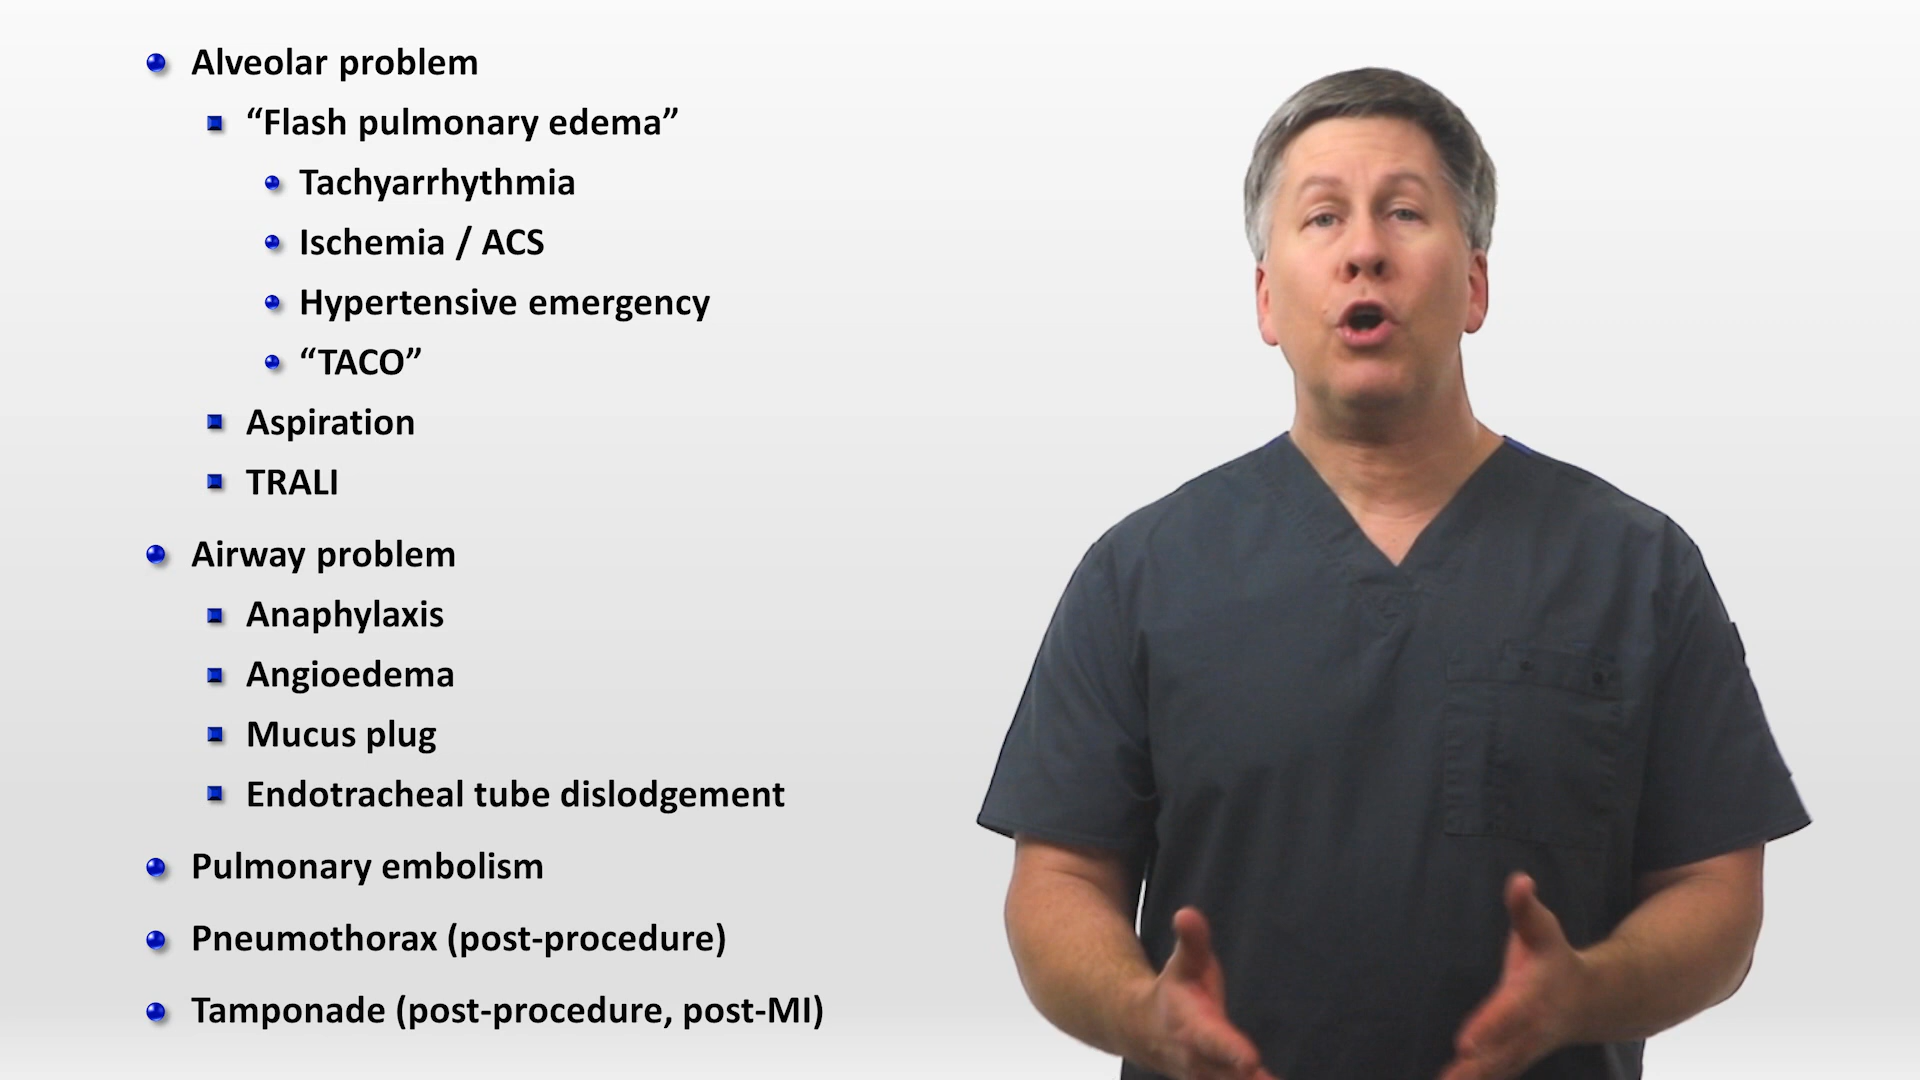 Alveolar problem
“Flash pulmonary edema”
Tachyarrhythmia
Ischemia / ACS
Hypertensive emergency
“TACO”
Aspiration
TRALI
Airway problem
Anaphylaxis
Angioedema
Mucus plug
Endotracheal tube dislodgement
Pulmonary embolism
Pneumothorax (post-procedure)
Tamponade (post-procedure, post-MI)